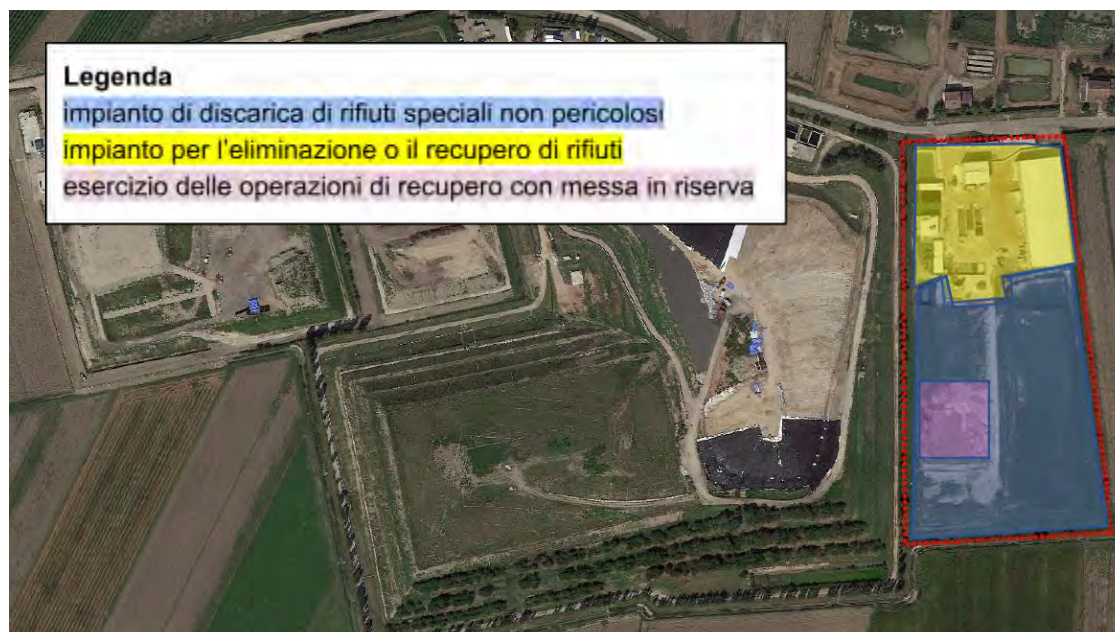 Legenda
impianto di discarica di rifiuti speciali non pericolosi
impianto per l'eliminazione o il recupero di rifiuti
esercizio delle operazioni di recupero con messa in riserva